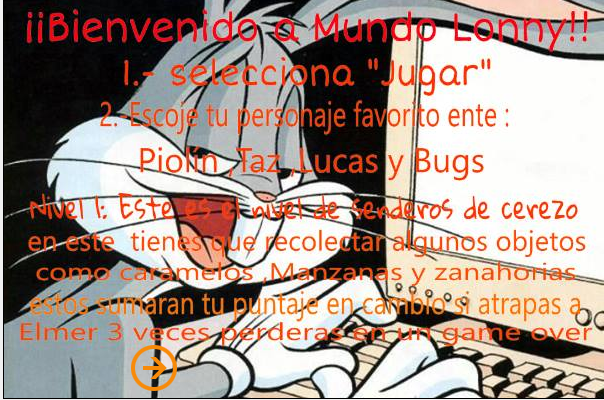 ¡¡Bienvenido a Mundo Lonny!!
1.- selecciona "Jugar"
2.-Escoje tu personaje favorito ente :
Piolin ,Taz ,Lucas y Bugs
Nivel 1: Este es el nivel de senderos de cerezo
en este tienes que recolectar algunos objetos
como caramelos ,Manzanas y zanahorias
estos sumaran tu puntaje en cambio si atrapas a
Elmer 3 veces perderas en un game over